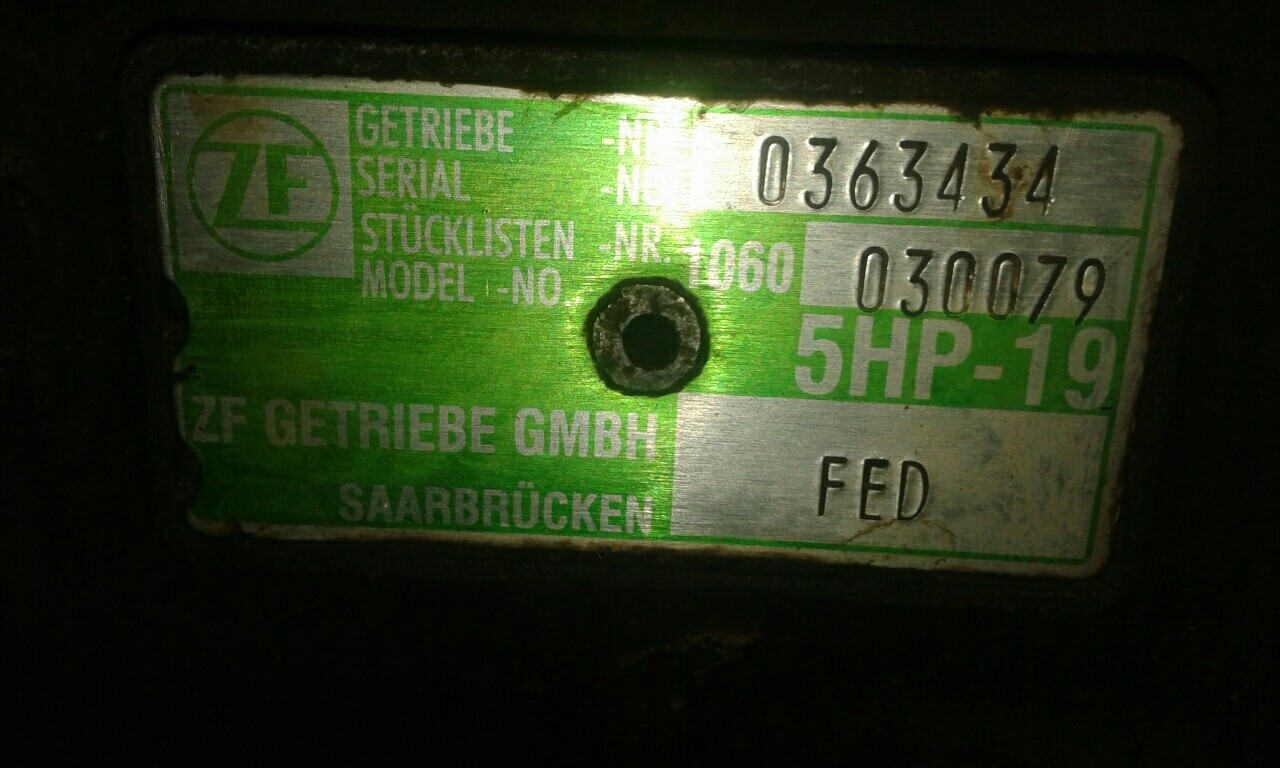 ZF
GETRIEBE -NR. 0363434
SERIAL -NO
STÜCKLISTEN -NR. 1060 030079
MODEL -NO
5HP-19
ZF GETRIEBE GMBH
SAARBRÜCKEN
FED